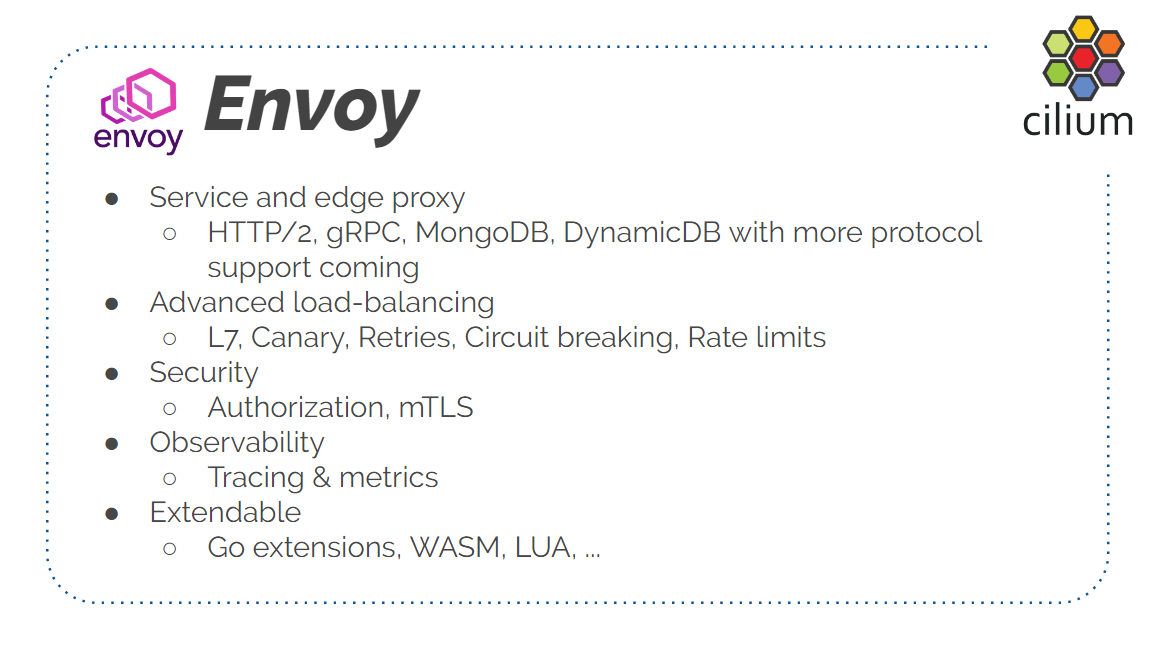 envoy
Envoy
cilium
● Service and edge proxy
○ HTTP/2, gRPC, MongoDB, DynamicDB with more protocol
support coming
● Advanced load-balancing
○ L7, Canary, Retries, Circuit breaking, Rate limits
● Security
○ Authorization, mTLS
● Observability
○ Tracing & metrics
● Extendable
○ Go extensions, WASM, LUA, ...